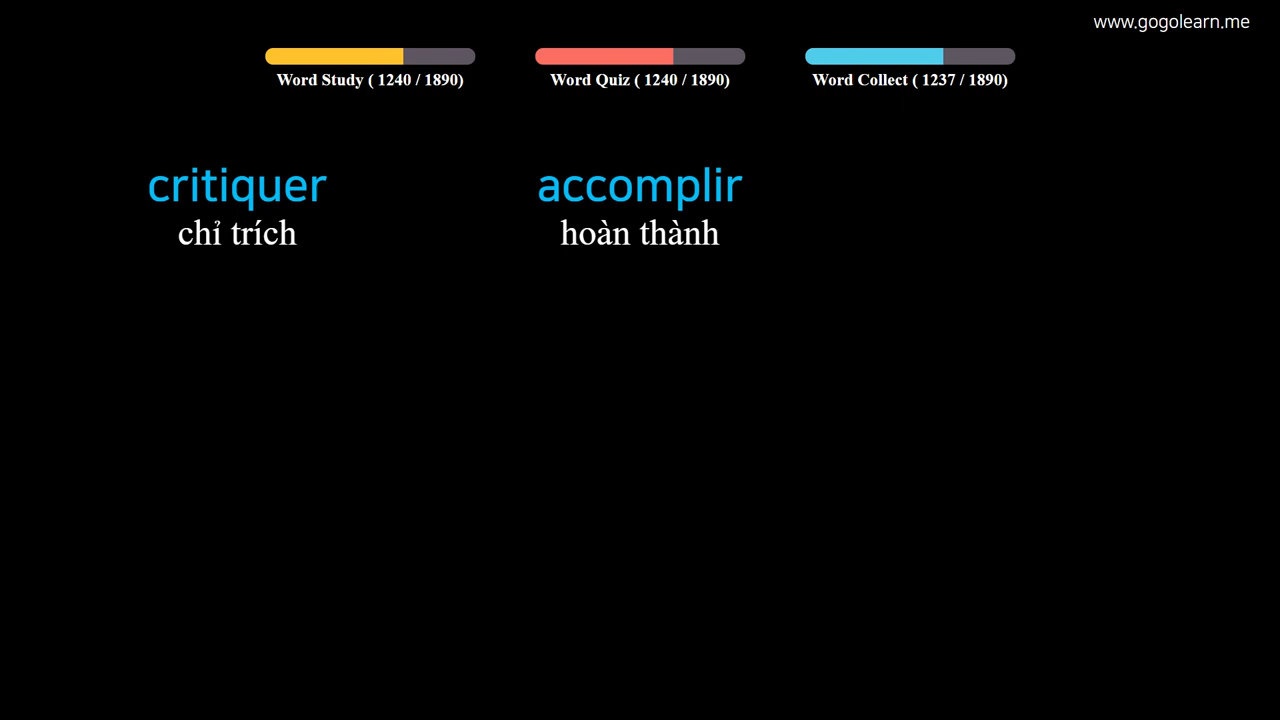 www.gogolearn.me
Word Study ( 1240 / 1890)
Word Quiz ( 1240 / 1890)
Word Collect ( 1237 / 1890)
critiquer
chỉ trích
accomplir
hoàn thành